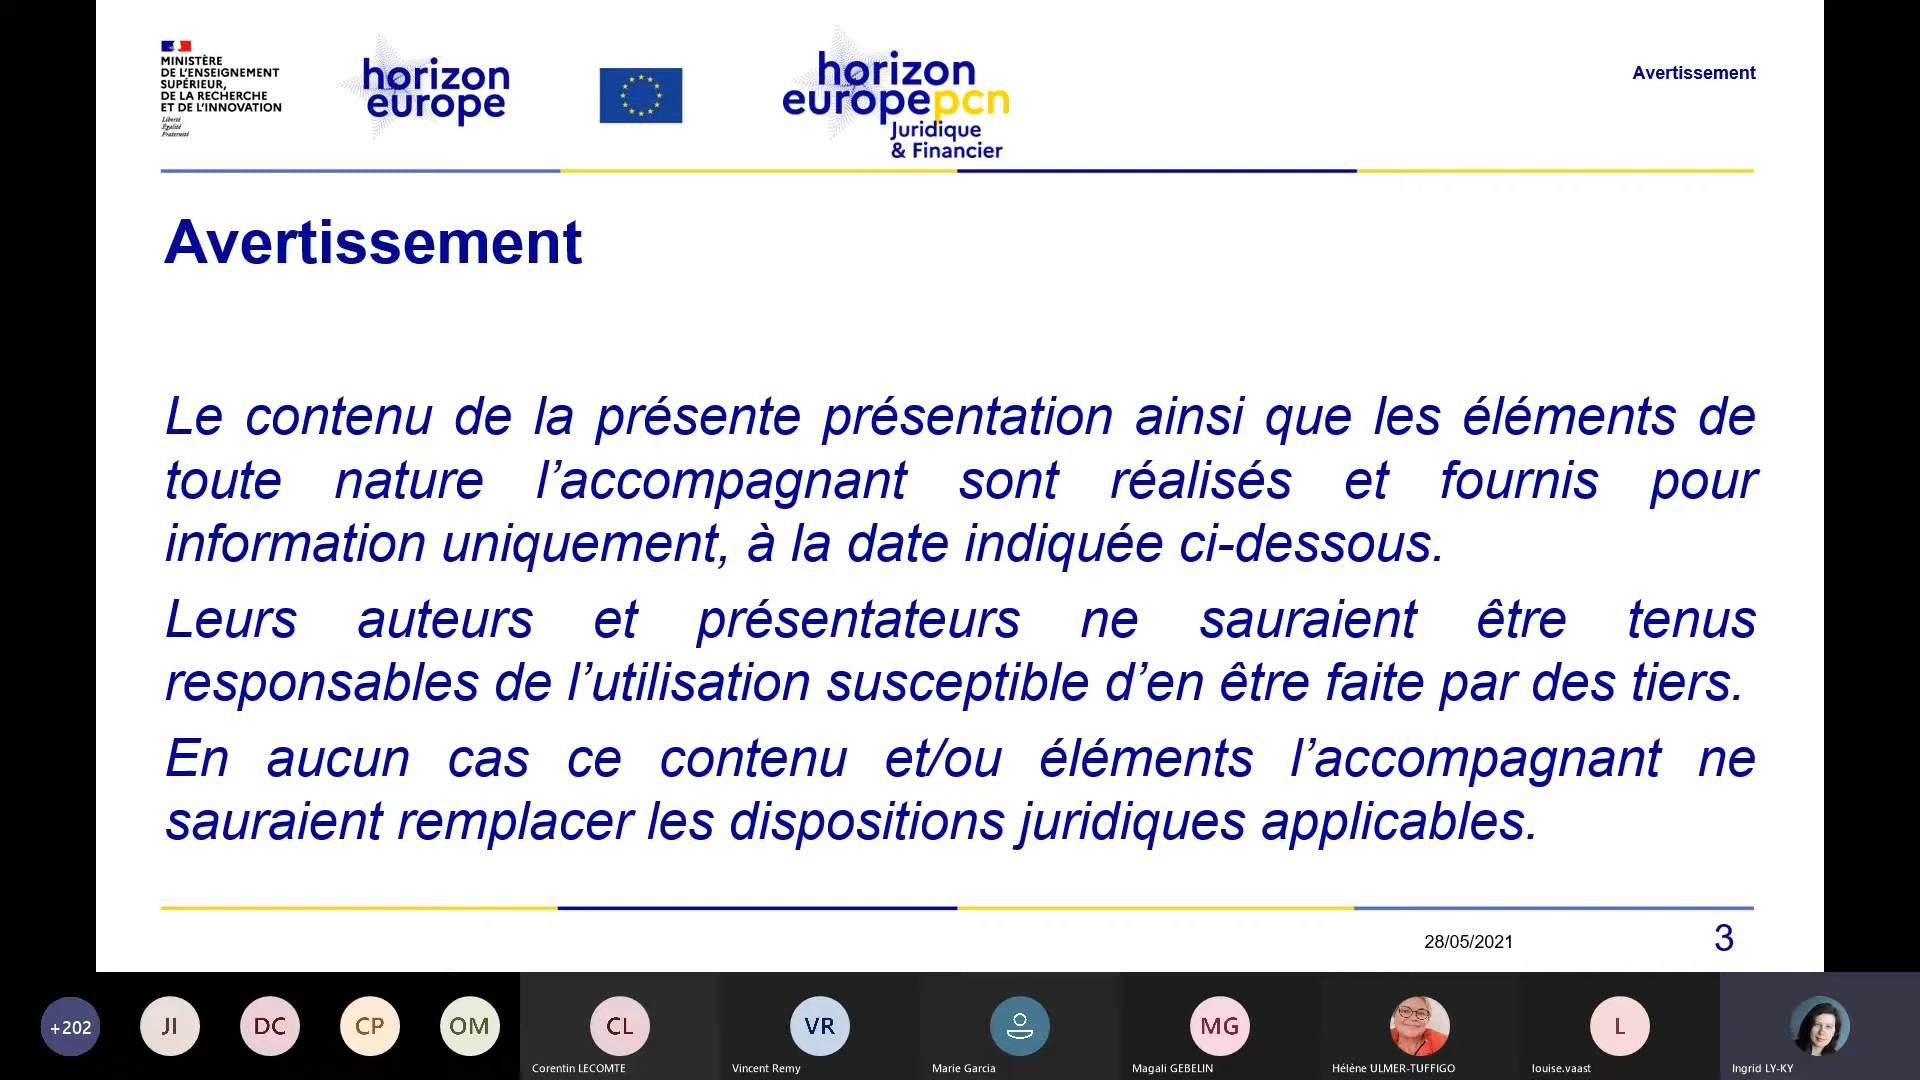 MINISTÈRE
DE L'ENSEIGNEMENT
SUPÉRIEUR,
DE LA RECHERCHE
ET DE L'INNOVATION
Liberté
Égalité
Fraternité
horizon
europe
horizon
europepcn
Juridique
& Financier
Avertissement
Avertissement
Le contenu de la présente présentation ainsi que les éléments de
toute nature l’accompagnant sont réalisés et fournis pour
information uniquement, à la date indiquée ci-dessous.
Leurs auteurs et présentateurs ne sauraient être tenus
responsables de l’utilisation susceptible d’en être faite par des tiers.
En aucun cas ce contenu et/ou éléments l’accompagnant ne
sauraient remplacer les dispositions juridiques applicables.
28/05/2021
3
+202
JI
DC
CP
OM
CL
VR
MG
L
Corentin LECOMTE
Vincent Remy
Marie Garcia
Magali GEBELIN
Hélène ULMER-TUFFIGO
louise.vaast
Ingrid LY-KY